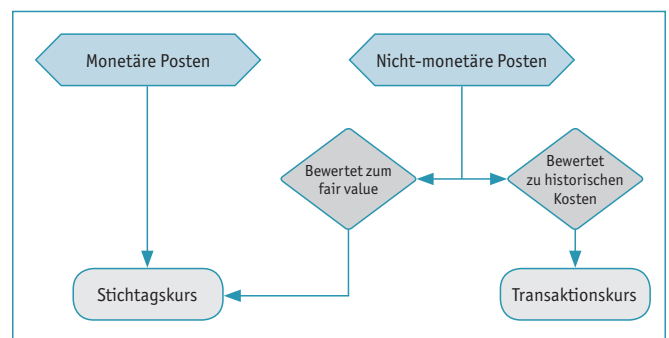 Monetäre Posten
Nicht-monetäre Posten
Bewertet zum
fair value
Bewertet
zu historischen
Kosten
Stichtagskurs
Transaktionskurs